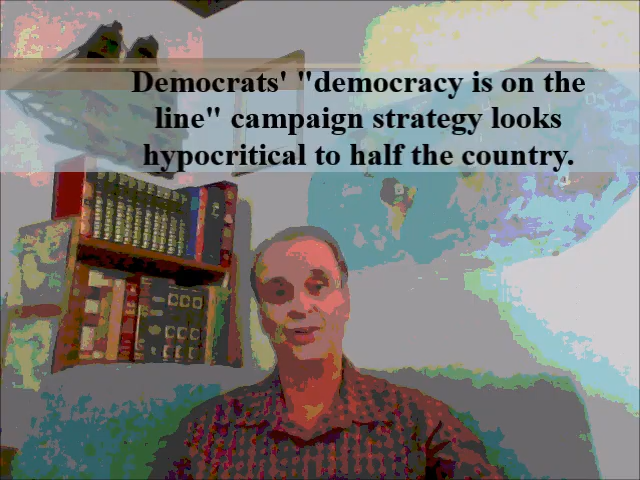 Democrats' "democracy is on the
line" campaign strategy looks
hypocritical to half the country.